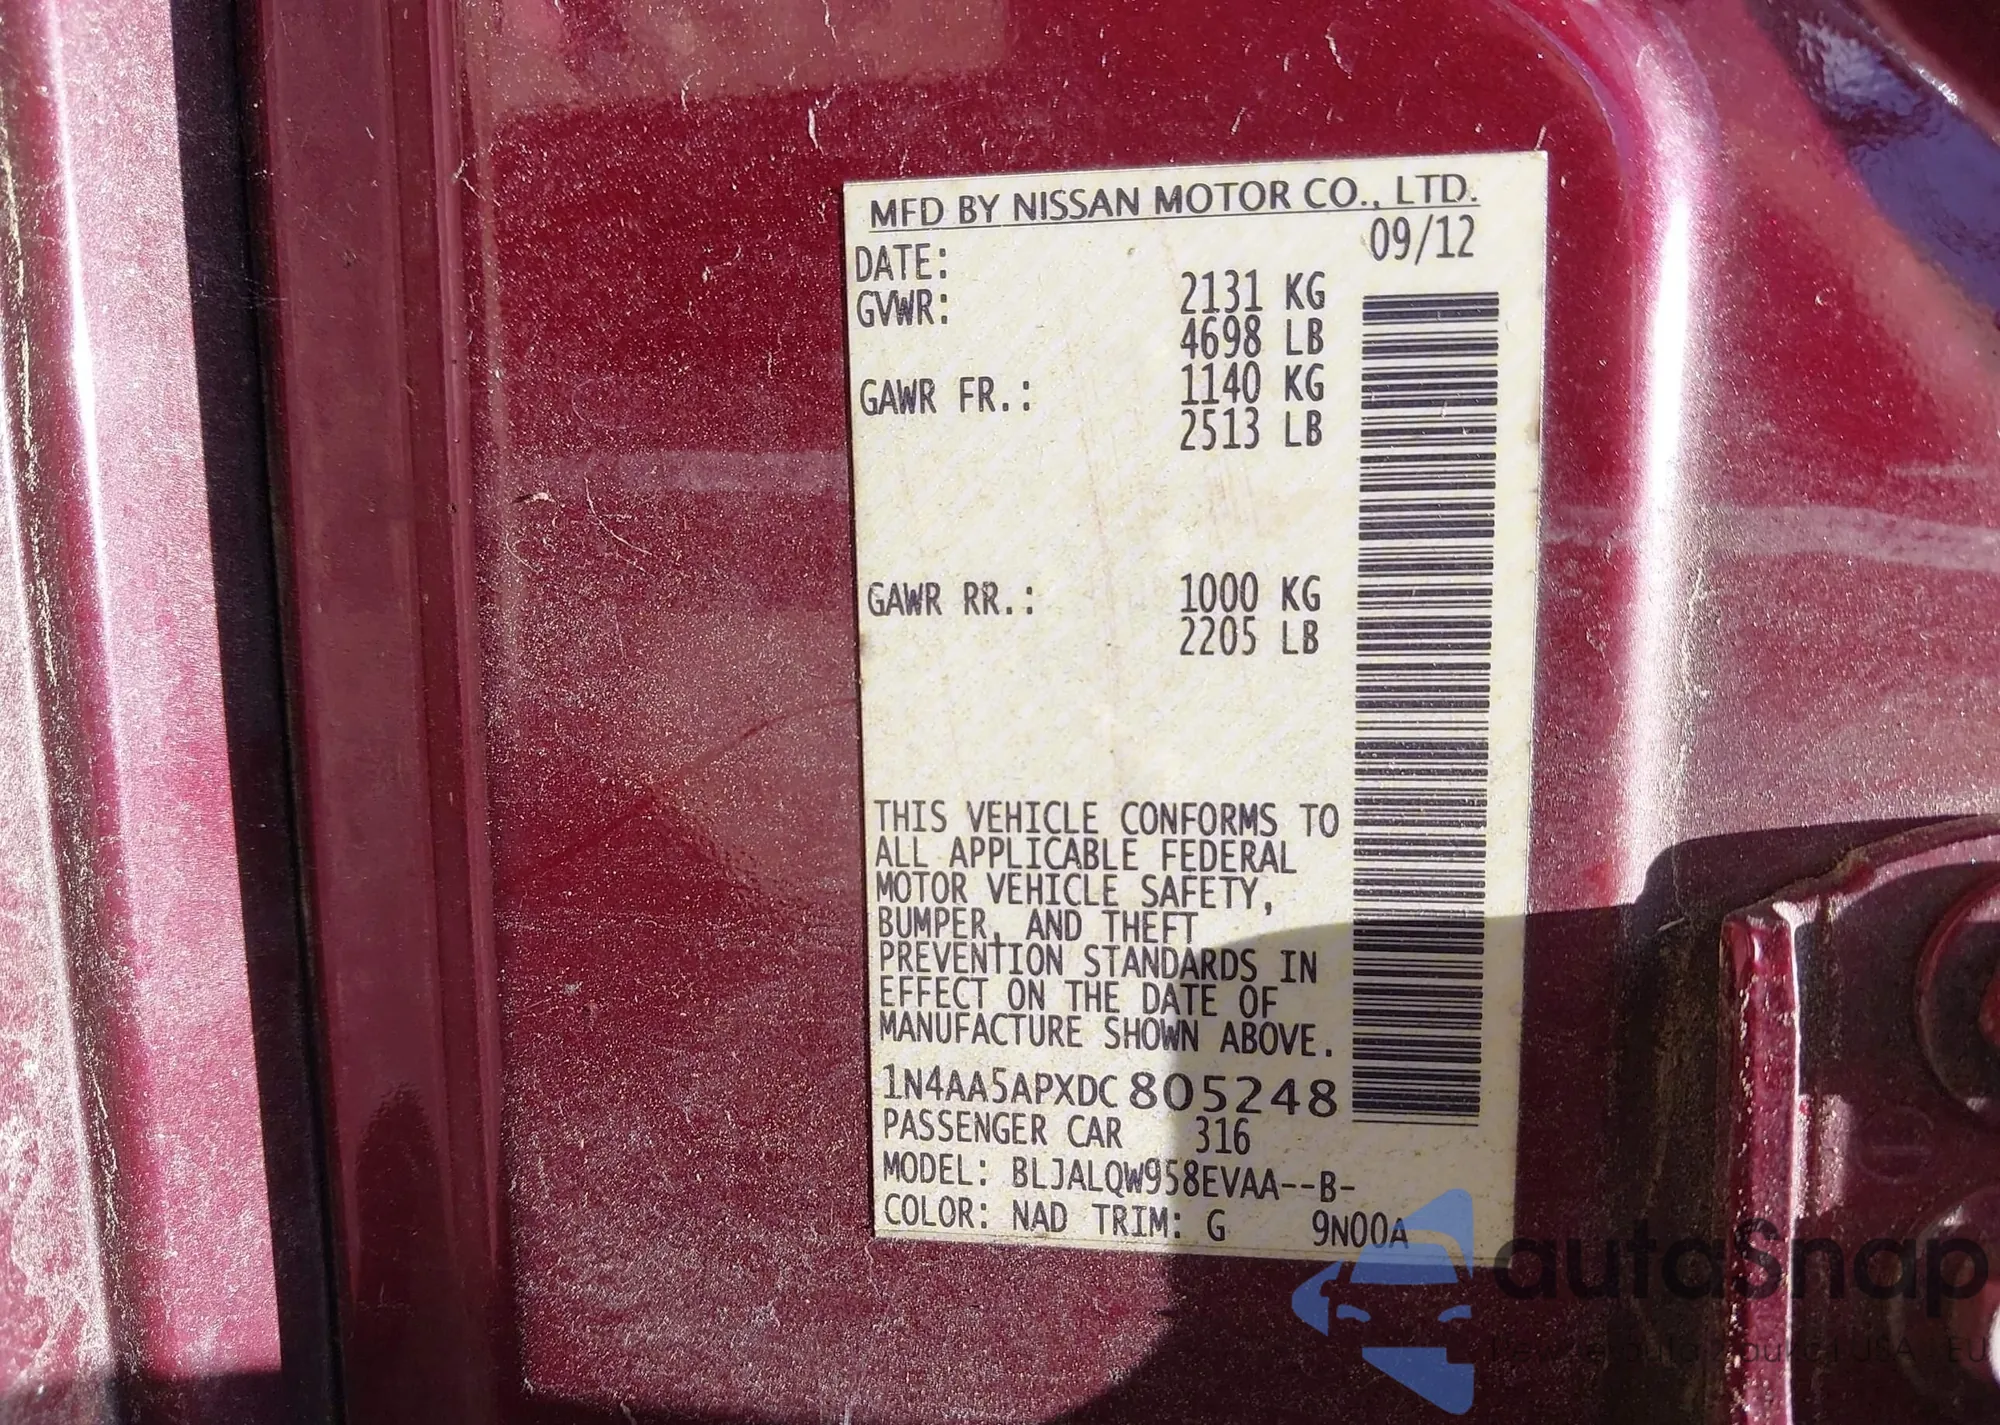 MFD BY NISSAN MOTOR CO., LTD.
DATE: 09/12
GVWR: 2131 KG
4698 LB
GAWR FR.: 1140 KG
2513 LB
GAWR RR.: 1000 KG
2205 LB
THIS VEHICLE CONFORMS TO
ALL APPLICABLE FEDERAL
MOTOR VEHICLE SAFETY,
BUMPER, AND THEFT
PREVENTION STANDARDS IN
EFFECT ON THE DATE OF
MANUFACTURE SHOWN ABOVE.
1N4AA5APXDC805248
PASSENGER CAR 316
MODEL: BLJALQW958EVAA--B-
COLOR: NAD TRIM: G 9N00A
autoSnap
USA EU